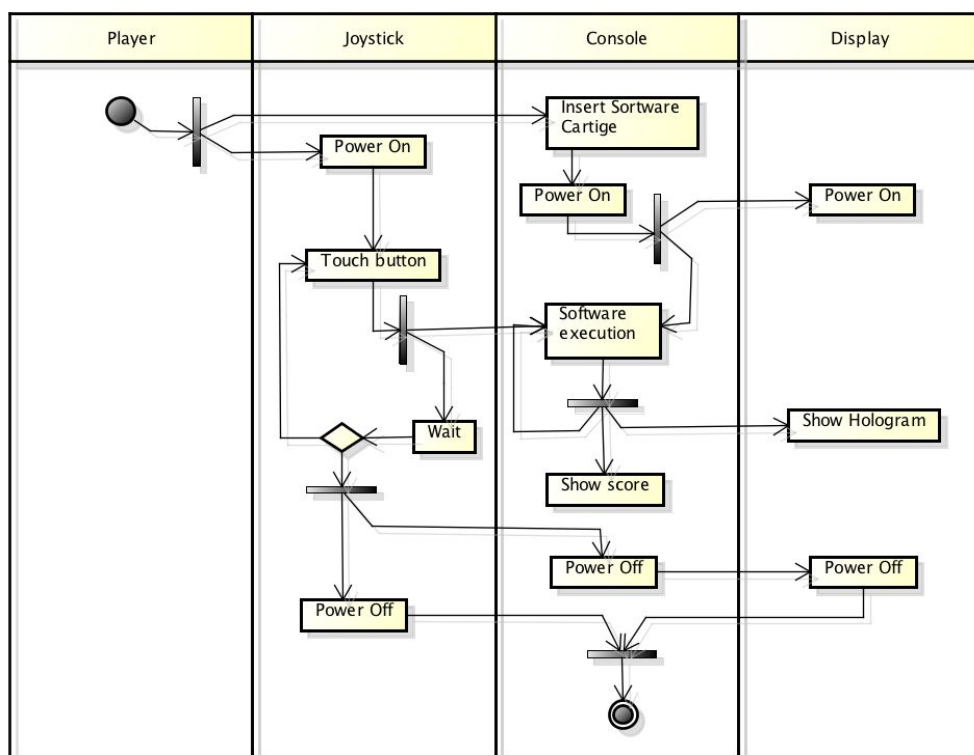 Player
Joystick
Console
Display
Insert Sortware
Cartige
Power On
Power On
Power On
Touch button
Software
execution
Wait
Show Hologram
Show score
Power Off
Power Off
Power Off